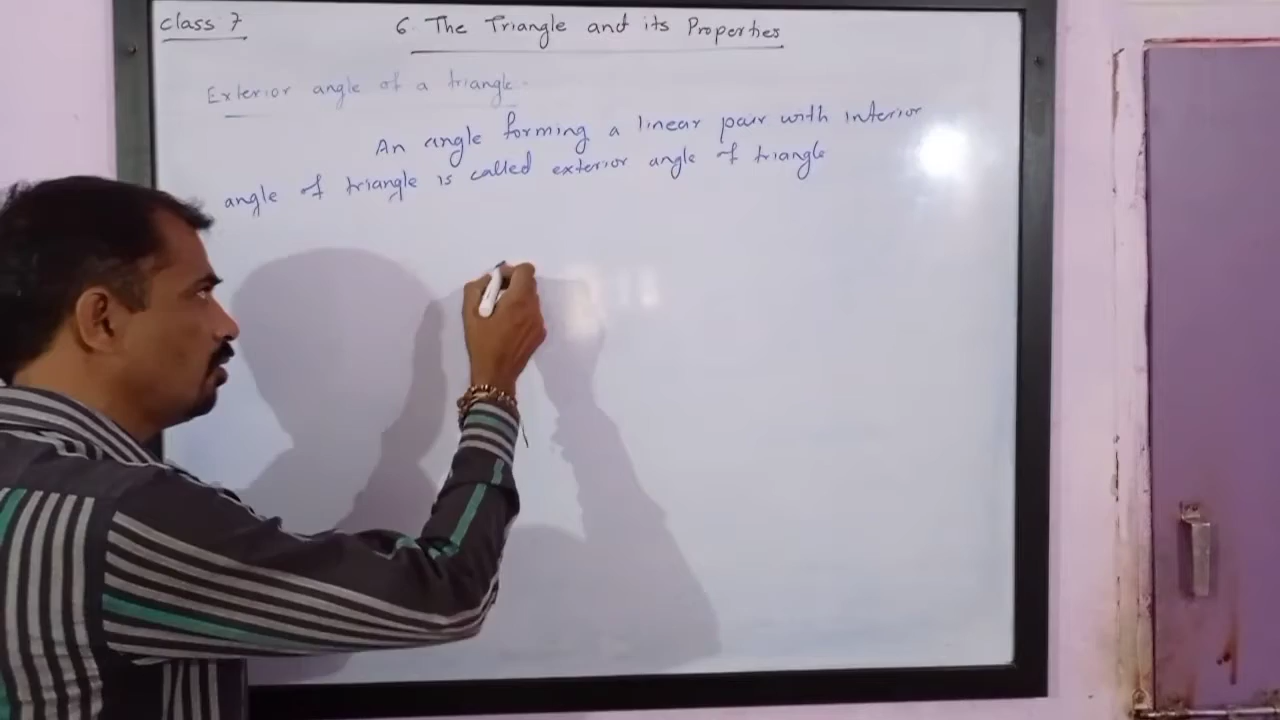 Class 7
6. The Triangle and its Properties
Exterior angle of a triangle.
An angle forming a linear pair with interior
angle of triangle is called exterior angle of triangle